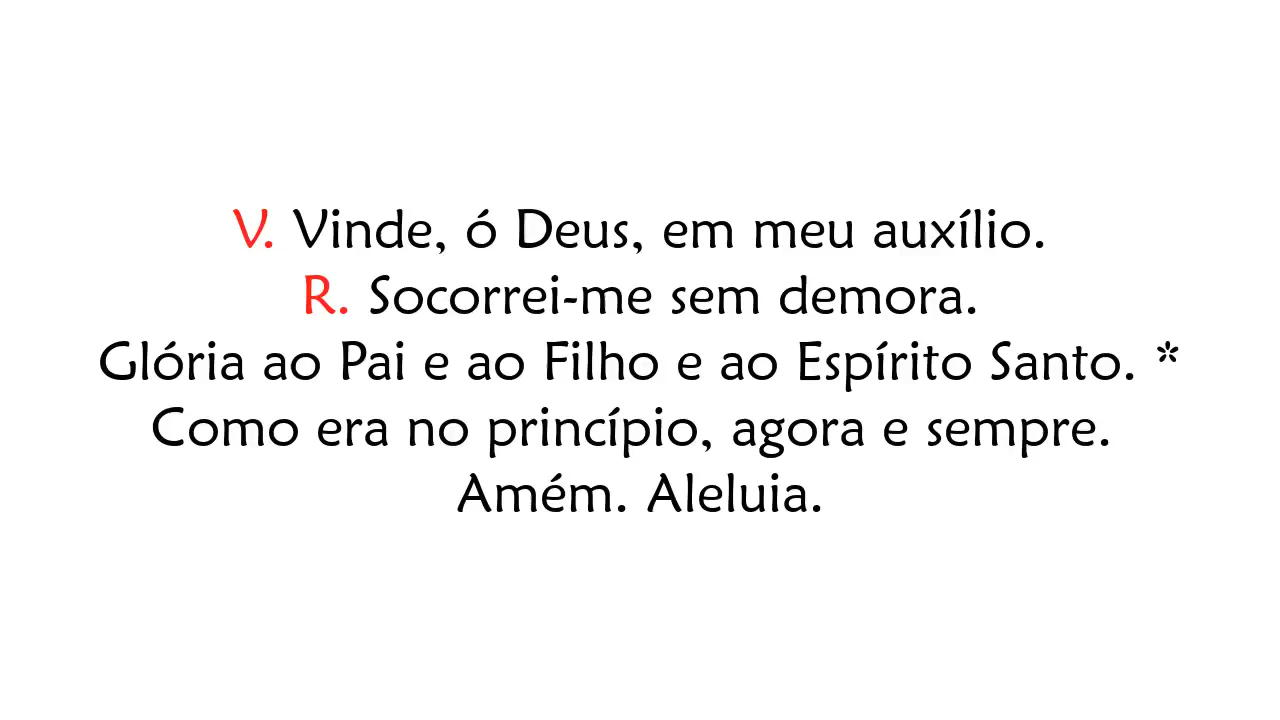 V. Vinde, ó Deus, em meu auxílio.
R. Socorrei-me sem demora.
Glória ao Pai e ao Filho e ao Espírito Santo. *
Como era no princípio, agora e sempre.
Amém. Aleluia.